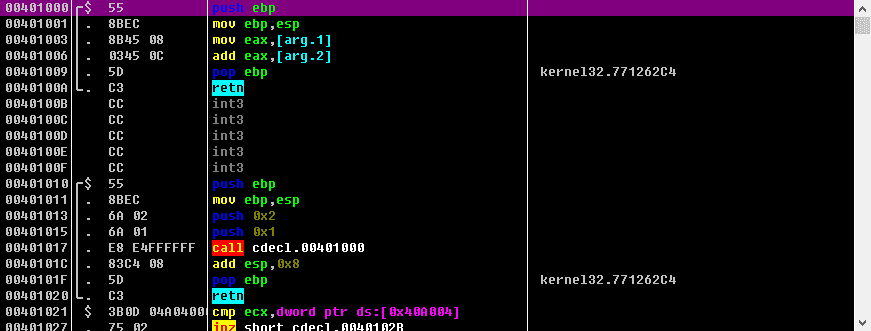 00401000 $ 55 push ebp
00401001 . 8BEC mov ebp,esp
00401003 . 8B45 08 mov eax,[arg.1]
00401006 . 0345 0C add eax,[arg.2]
00401009 . 5D pop ebp kernel32.771262C4
0040100A . C3 retn
0040100B CC int3
0040100C CC int3
0040100D CC int3
0040100E CC int3
0040100F CC int3
00401010 $ 55 push ebp
00401011 . 8BEC mov ebp,esp
00401013 . 6A 02 push 0x2
00401015 . 6A 01 push 0x1
00401017 . E8 E4FFFFFF call cdecl.00401000
0040101C . 83C4 08 add esp,0x8
0040101F . 5D pop ebp kernel32.771262C4
00401020 . C3 retn
00401021 $ 3B0D 04A0400 cmp ecx,dword ptr ds:[0x40A004]
00401027 . 75 02 jnz short cdecl.0040102B